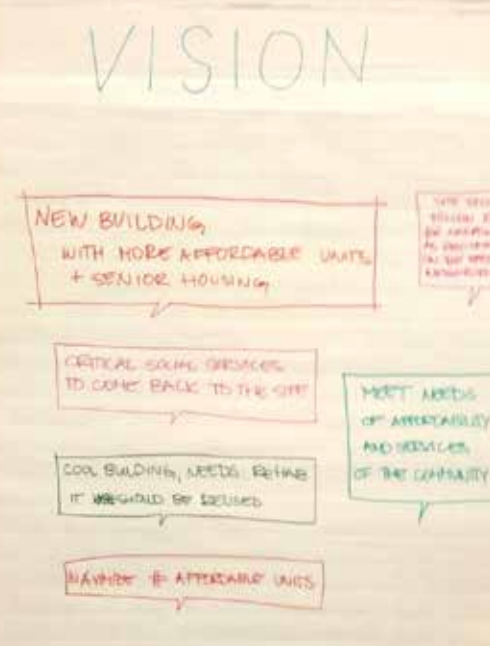 VISION
NEW BUILDING
WITH MORE AFFORDABLE UNITS
+ SENIOR HOUSING
CRITICAL SOCIAL SERVICES
TO COME BACK TO THE SITE
MEET NEEDS
OF AFFORDABILITY
AND SERVICES
OF THE COMMUNITY
COOL BUILDING, NEEDS REHAB
IT SHOULD BE REUSED
# AFFORDABLE UNITS